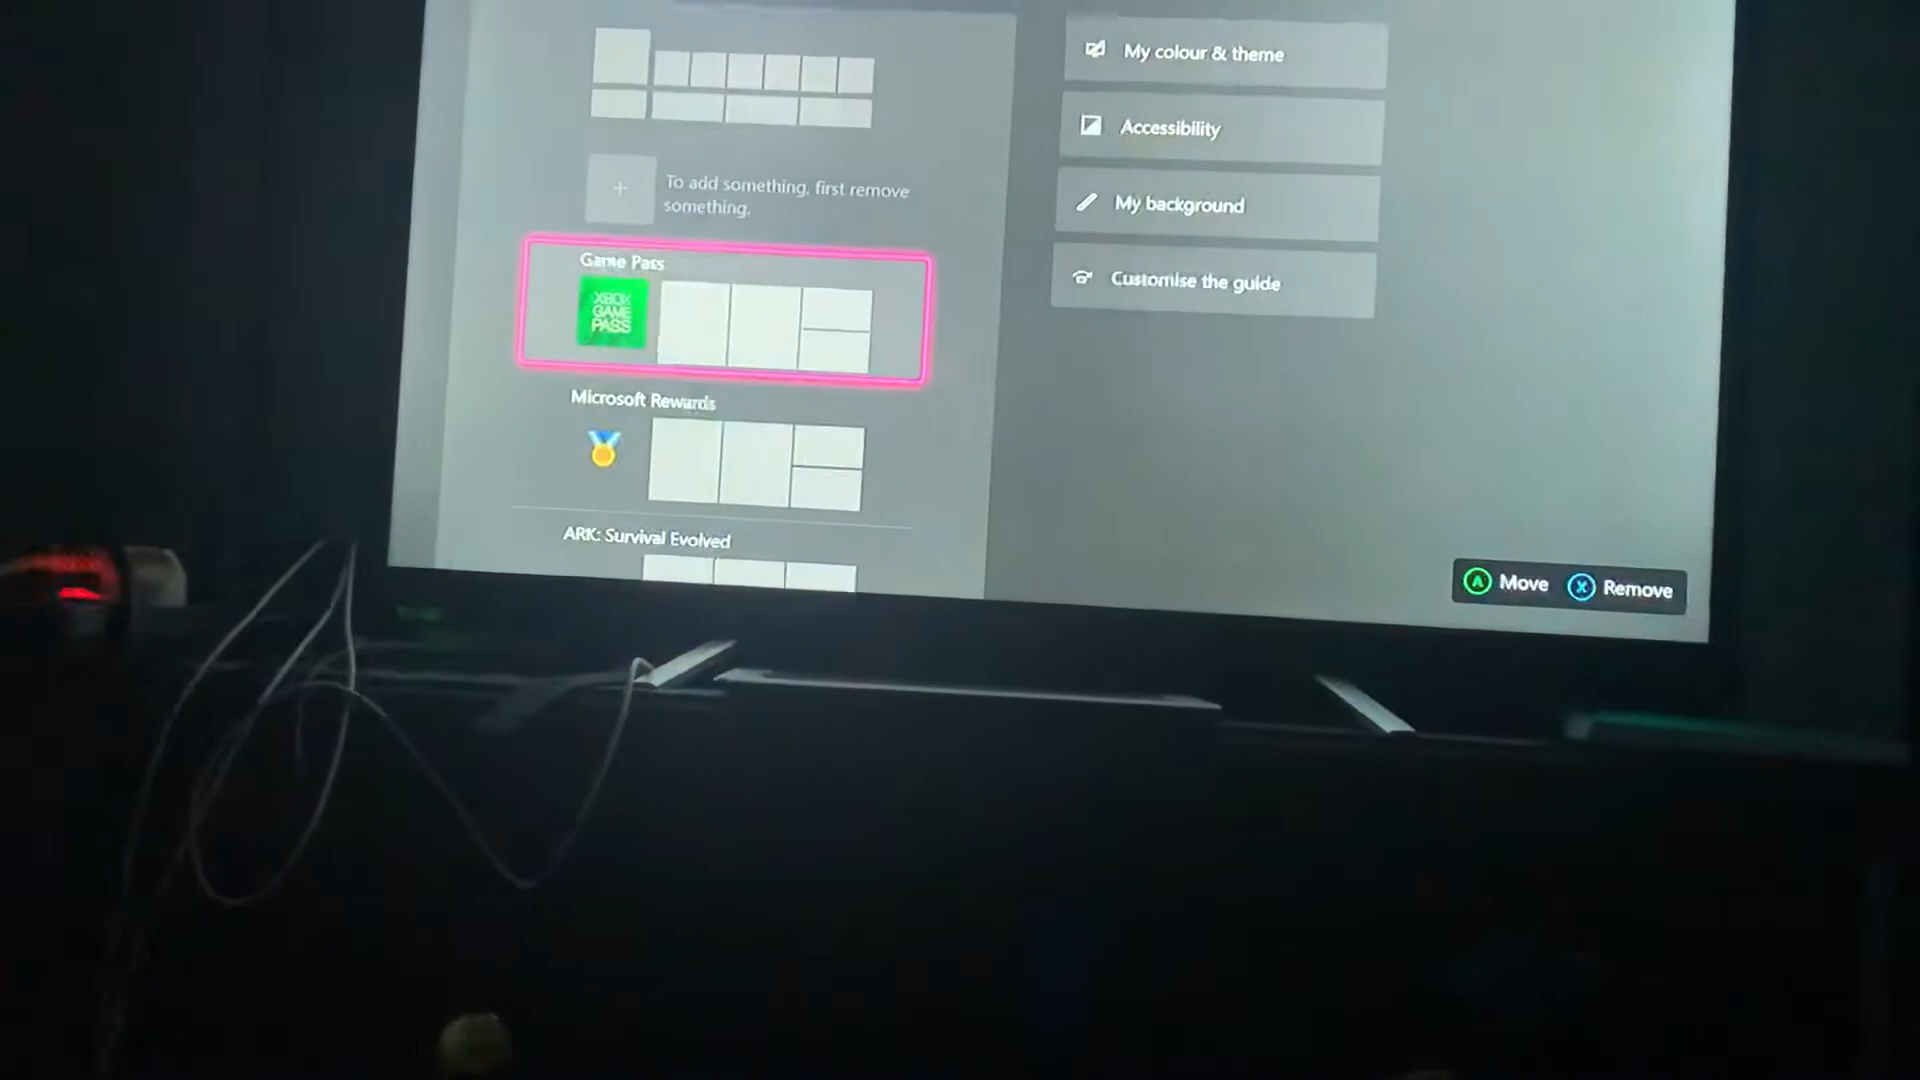 My colour & theme
Accessibility
To add something, first remove
something.
My background
Game Pass
XBOX
GAME
PASS
Customise the guide
Microsoft Rewards
ARK: Survival Evolved
A Move X Remove